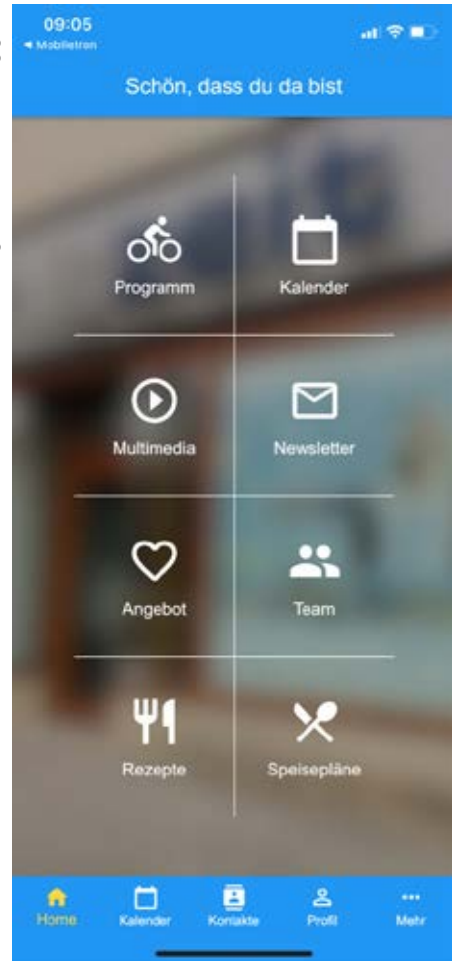 09:05
◀ Mobiletron
Schön, dass du da bist
Programm Kalender
Multimedia Newsletter
Angebot Team
Rezepte Speisepläne
Home Kalender Kontakte Profil Mehr